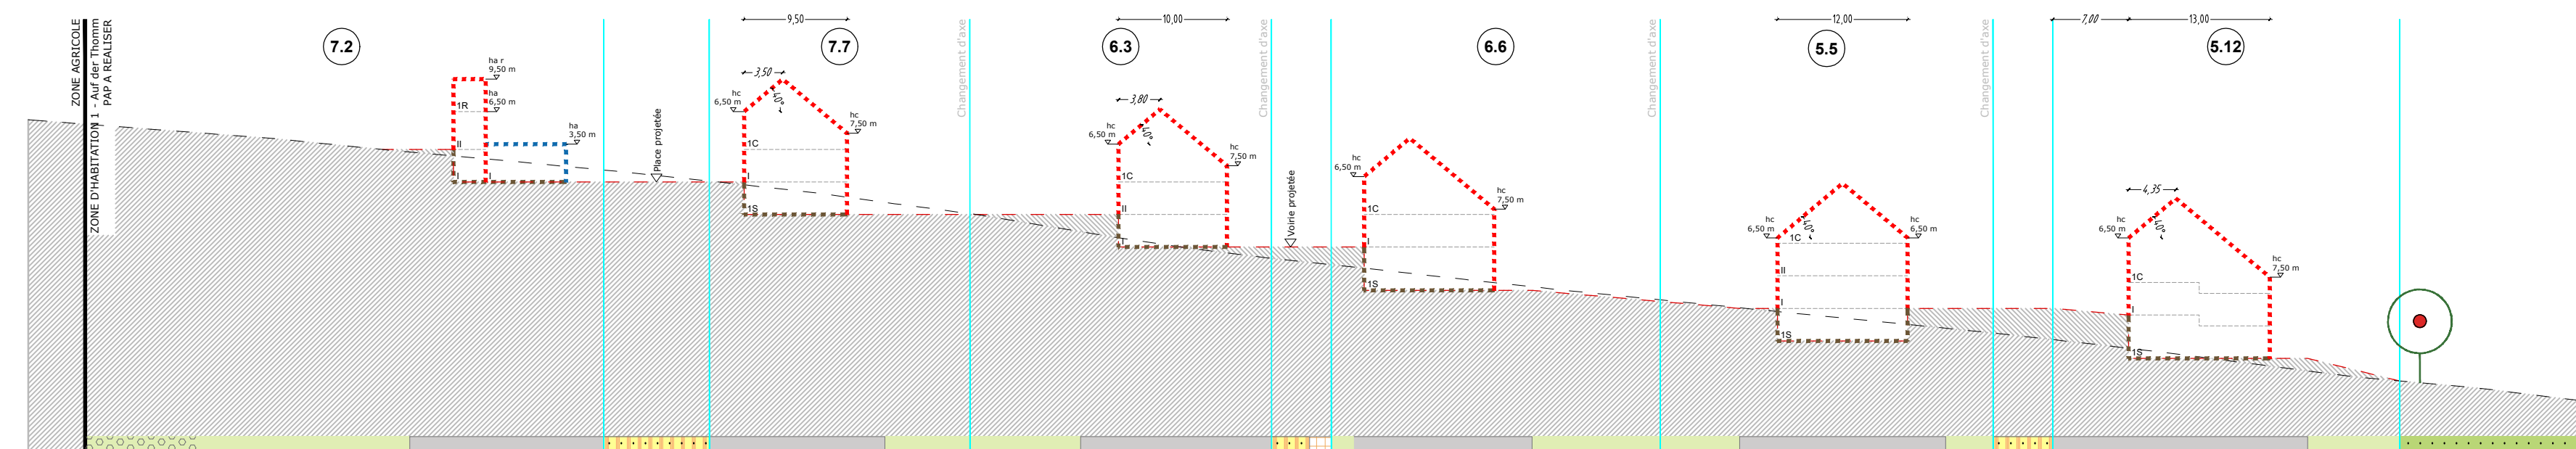 ZONE AGRICOLE
ZONE D'HABITATION 1 - Auf der Thomm
PAP A REALISER
7.2
ha r
9,50 m
ha
6,50 m
1R
II
I
I
ha
3,50 m
Place projetée
9,50
7.7
3,50
40°
hc
6,50 m
hc
7,50 m
1C
I
1S
Changement d'axe
10,00
6.3
3,80
40°
hc
6,50 m
hc
7,50 m
1C
II
I
Changement d'axe
Voirie projetée
6.6
hc
6,50 m
hc
7,50 m
1C
I
1S
Changement d'axe
12,00
5.5
40°
hc
6,50 m
hc
6,50 m
1C
II
I
1S
Changement d'axe
7,00
13,00
5.12
4,35
40°
hc
6,50 m
hc
7,50 m
1C
I
1S